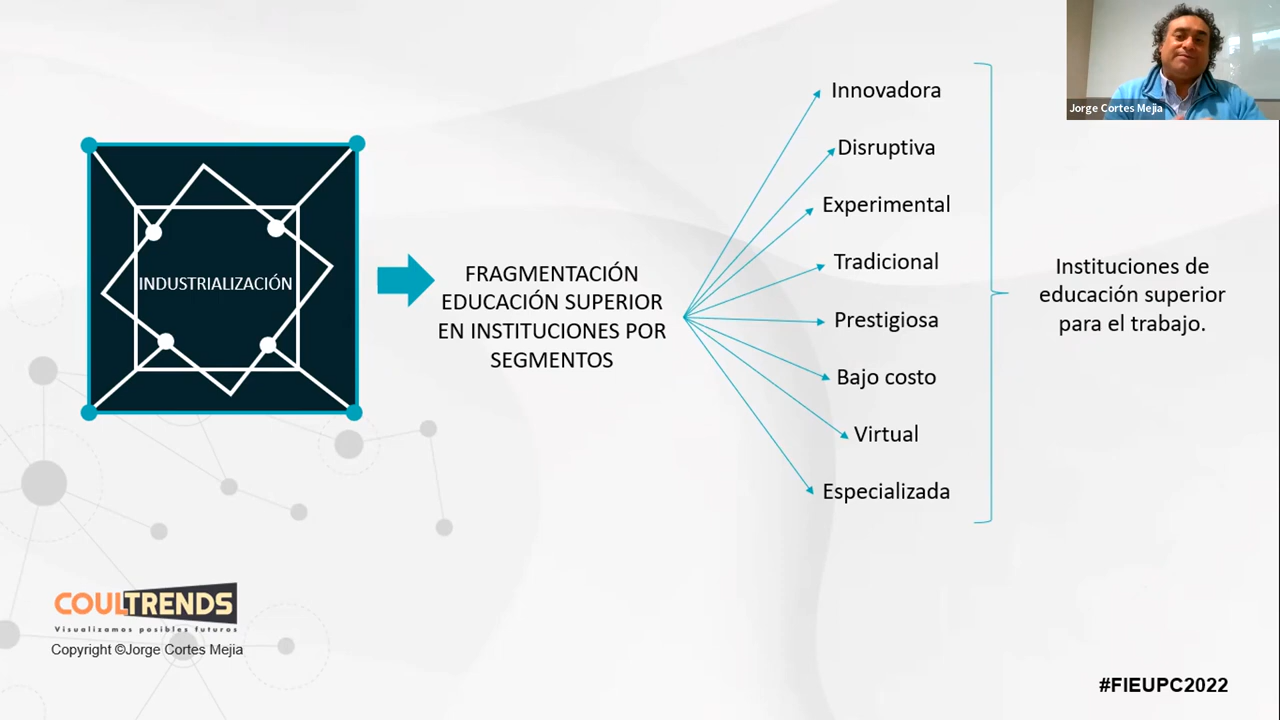 Jorge Cortes Mejia
INDUSTRIALIZACIÓN
FRAGMENTACIÓN
EDUCACIÓN SUPERIOR
EN INSTITUCIONES POR
SEGMENTOS
Innovadora
Disruptiva
Experimental
Tradicional
Prestigiosa
Bajo costo
Virtual
Especializada
Instituciones de
educación superior
para el trabajo.
COULTRENDS
Visualizamos posibles futuros
Copyright ©Jorge Cortes Mejia
#FIEUPC2022